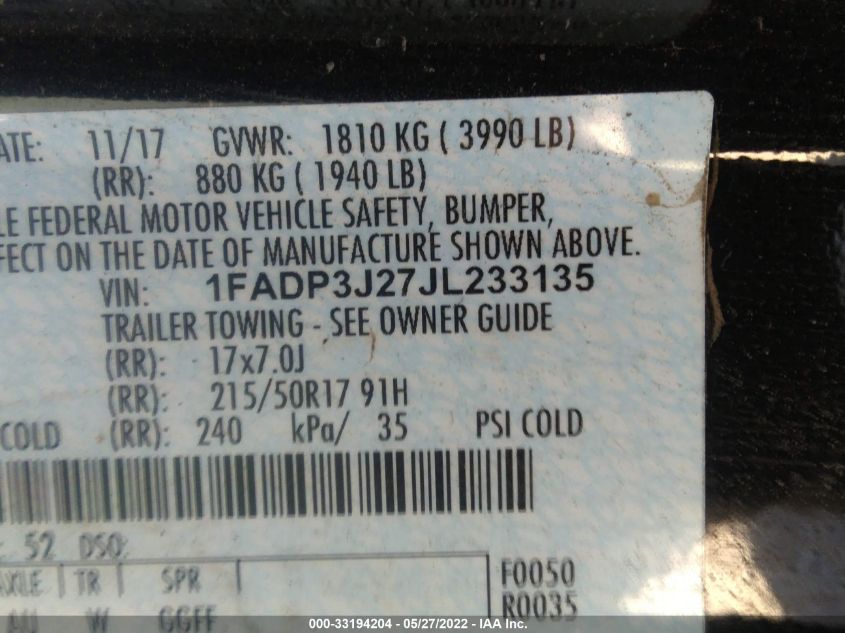 ATE: 11/17 GVWR: 1810 KG ( 3990 LB)
(RR): 880 KG ( 1940 LB)
LE FEDERAL MOTOR VEHICLE SAFETY, BUMPER,
FECT ON THE DATE OF MANUFACTURE SHOWN ABOVE.
VIN: 1FADP3J27JL233135
TRAILER TOWING - SEE OWNER GUIDE
(RR): 17x7.0J
(RR): 215/50R17 91H
COLD (RR): 240 kPa/ 35 PSI COLD
: 52 DSO:
AXLE TR SPR
W GGFF
F0050
R0035
000-33194204 - 05/27/2022 - IAA Inc.